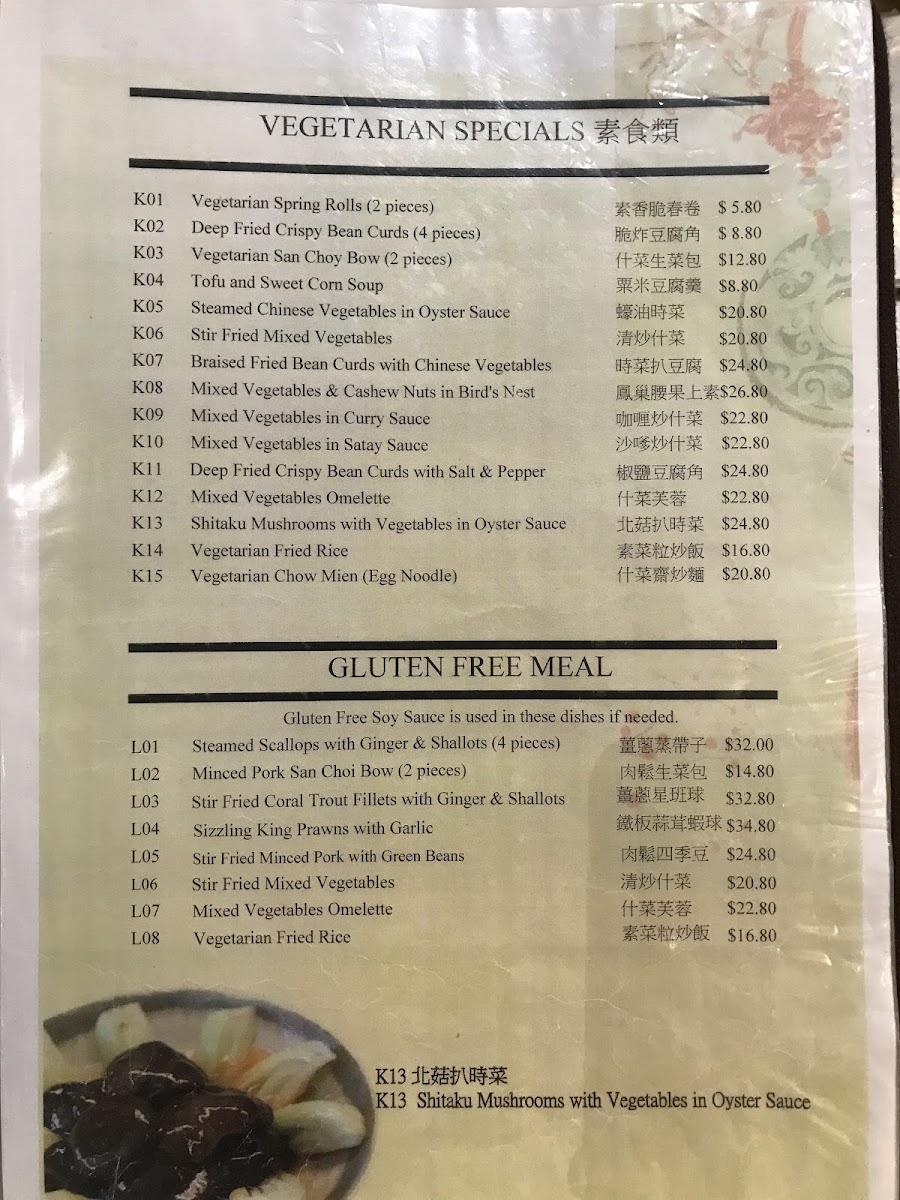 VEGETARIAN SPECIALS 素食類
K01 Vegetarian Spring Rolls (2 pieces) 素香脆春卷 $ 5.80
K02 Deep Fried Crispy Bean Curds (4 pieces) 脆炸豆腐角 $ 8.80
K03 Vegetarian San Choy Bow (2 pieces) 什菜生菜包 $12.80
K04 Tofu and Sweet Corn Soup 粟米豆腐羹 $8.80
K05 Steamed Chinese Vegetables in Oyster Sauce 蠔油時菜 $20.80
K06 Stir Fried Mixed Vegetables 清炒什菜 $20.80
K07 Braised Fried Bean Curds with Chinese Vegetables 時菜扒豆腐 $24.80
K08 Mixed Vegetables & Cashew Nuts in Bird's Nest 鳳巢腰果上素$26.80
K09 Mixed Vegetables in Curry Sauce 咖喱炒什菜 $22.80
K10 Mixed Vegetables in Satay Sauce 沙嗲炒什菜 $22.80
K11 Deep Fried Crispy Bean Curds with Salt & Pepper 椒鹽豆腐角 $24.80
K12 Mixed Vegetables Omelette 什菜芙蓉 $22.80
K13 Shitaku Mushrooms with Vegetables in Oyster Sauce 北菇扒時菜 $24.80
K14 Vegetarian Fried Rice 素菜粒炒飯 $16.80
K15 Vegetarian Chow Mien (Egg Noodle) 什菜齋炒麵 $20.80
GLUTEN FREE MEAL
Gluten Free Soy Sauce is used in these dishes if needed.
L01 Steamed Scallops with Ginger & Shallots (4 pieces) 薑蔥蒸帶子 $32.00
L02 Minced Pork San Choi Bow (2 pieces) 肉鬆生菜包 $14.80
L03 Stir Fried Coral Trout Fillets with Ginger & Shallots 薑蔥星班球 $32.80
L04 Sizzling King Prawns with Garlic 鐵板蒜茸蝦球 $34.80
L05 Stir Fried Minced Pork with Green Beans 肉鬆四季豆 $24.80
L06 Stir Fried Mixed Vegetables 清炒什菜 $20.80
L07 Mixed Vegetables Omelette 什菜芙蓉 $22.80
L08 Vegetarian Fried Rice 素菜粒炒飯 $16.80
K13 北菇扒時菜
K13 Shitaku Mushrooms with Vegetables in Oyster Sauce